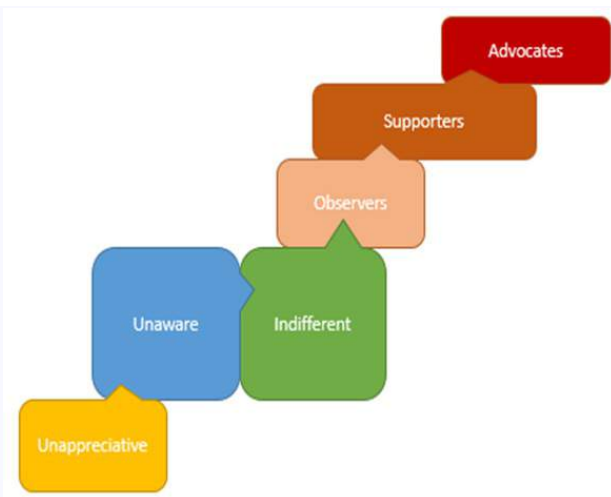 Advocates
Supporters
Observers
Unaware
Indifferent
Unappreciative